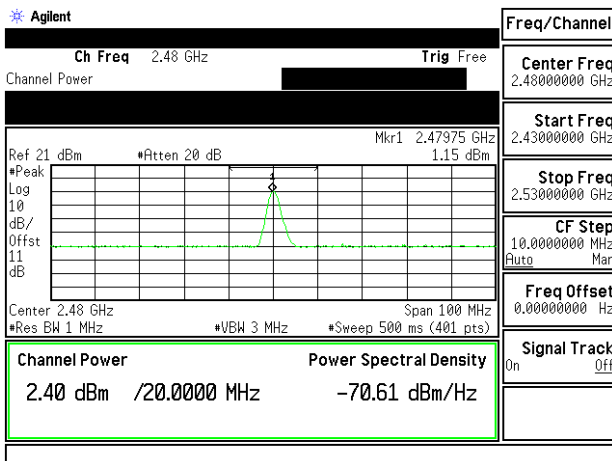 Agilent
Freq/Channel
Ch Freq 2.48 GHz Trig Free
Channel Power
Center Freq
2.48000000 GHz
Start Freq
2.43000000 GHz
Stop Freq
2.53000000 GHz
CF Step
10.0000000 MHz
Auto Man
Freq Offset
0.00000000 Hz
Signal Track
On Off
Mkr1 2.47975 GHz
Ref 21 dBm #Atten 20 dB 1.15 dBm
#Peak
Log
10
dB/
Offst
11
dB
1
Center 2.48 GHz Span 100 MHz
#Res BW 1 MHz #VBW 3 MHz #Sweep 500 ms (401 pts)
Channel Power Power Spectral Density
2.40 dBm /20.0000 MHz -70.61 dBm/Hz